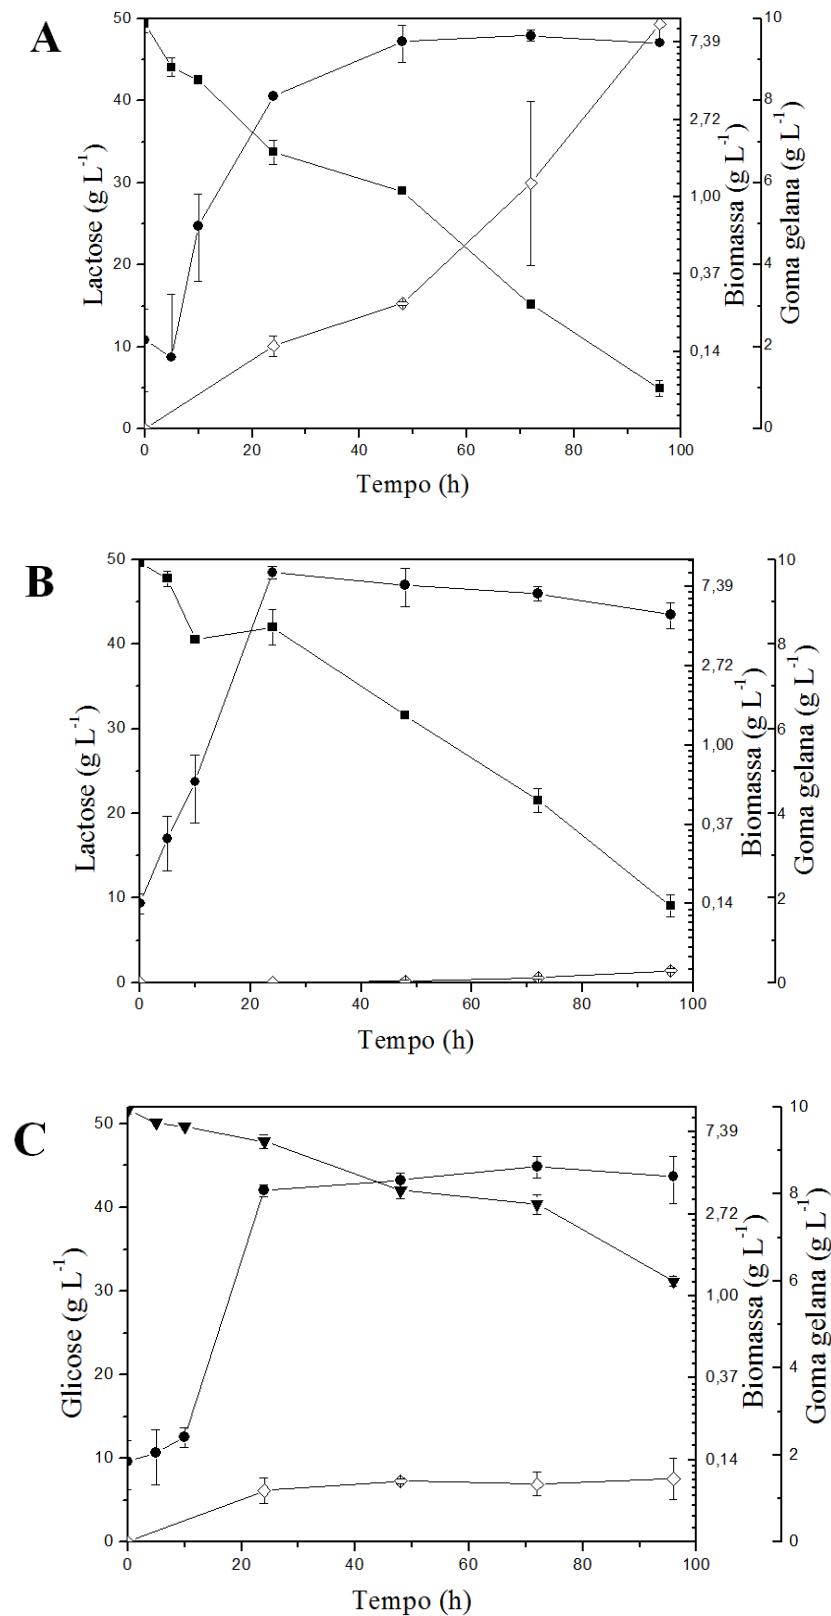 A
50
40
30
20
10
0
Lactose (g L⁻¹)
0 20 40 60 80 100
Tempo (h)
7,39
2,72
1,00
0,37
0,14
Biomassa (g L⁻¹)
10
8
6
4
2
0
Goma gelana (g L⁻¹)
B
50
40
30
20
10
0
Lactose (g L⁻¹)
0 20 40 60 80 100
Tempo (h)
7,39
2,72
1,00
0,37
0,14
Biomassa (g L⁻¹)
10
8
6
4
2
0
Goma gelana (g L⁻¹)
C
50
40
30
20
10
0
Glicose (g L⁻¹)
0 20 40 60 80 100
Tempo (h)
7,39
2,72
1,00
0,37
0,14
Biomassa (g L⁻¹)
10
8
6
4
2
0
Goma gelana (g L⁻¹)